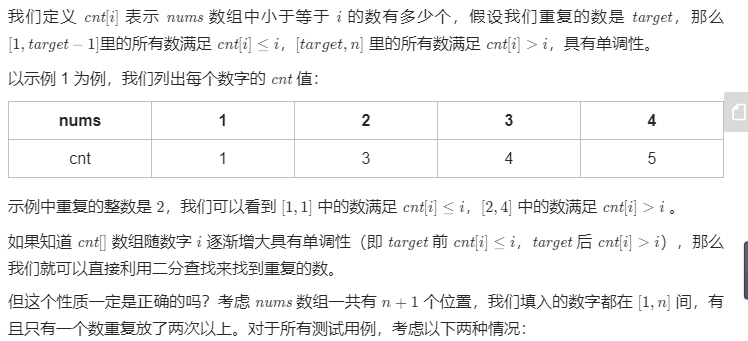 我们定义 cnt[i] 表示 nums 数组中小于等于 i 的数有多少个，假设我们重复的数是 target，那么
[1, target − 1]里的所有数满足 cnt[i] ≤ i，[target, n] 里的所有数满足 cnt[i] > i，具有单调性。
以示例 1 为例，我们列出每个数字的 cnt 值：
nums 1 2 3 4
cnt 1 3 4 5
示例中重复的整数是 2，我们可以看到 [1, 1] 中的数满足 cnt[i] ≤ i，[2, 4] 中的数满足 cnt[i] > i 。
如果知道 cnt[] 数组随数字 i 逐渐增大具有单调性（即 target 前 cnt[i] ≤ i，target 后 cnt[i] > i），那么
我们就可以直接利用二分查找来找到重复的数。
但这个性质一定是正确的吗？考虑 nums 数组一共有 n + 1 个位置，我们填入的数字都在 [1, n] 间，有
且只有一个数重复放了两次以上。对于所有测试用例，考虑以下两种情况：